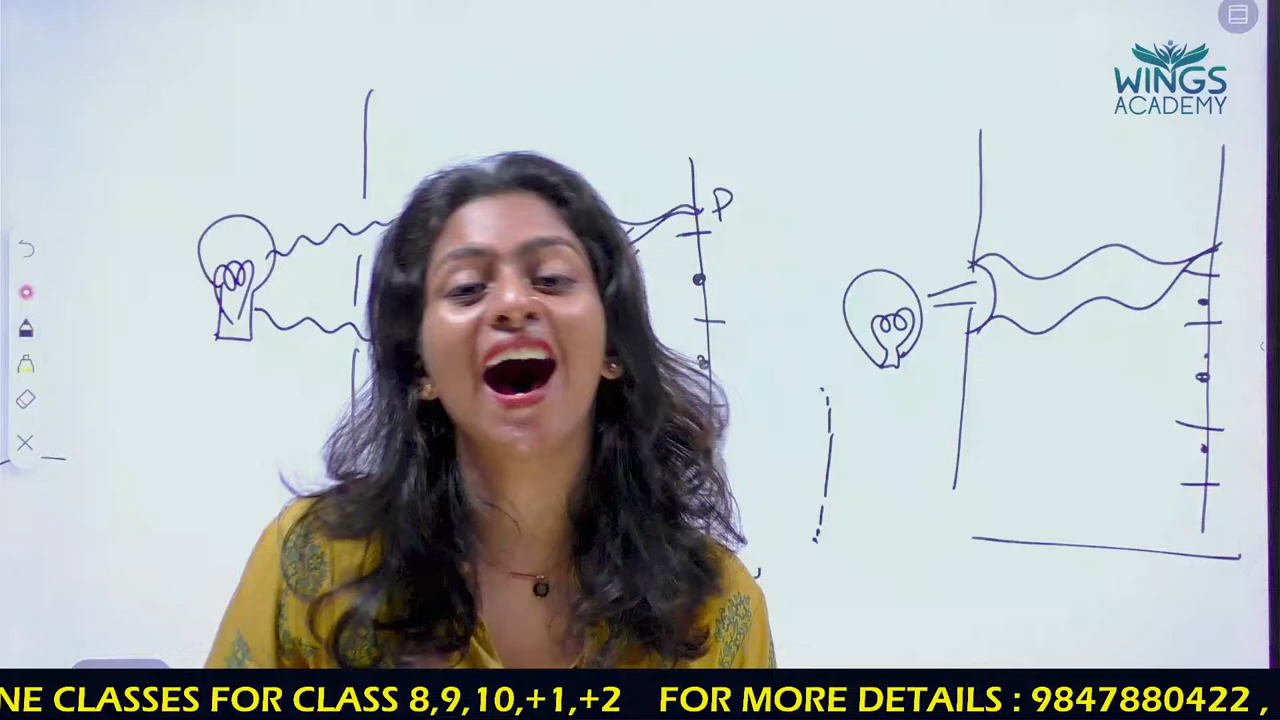 WINGS
ACADEMY
P
NE CLASSES FOR CLASS 8,9,10,+1,+2 FOR MORE DETAILS : 9847880422 ,